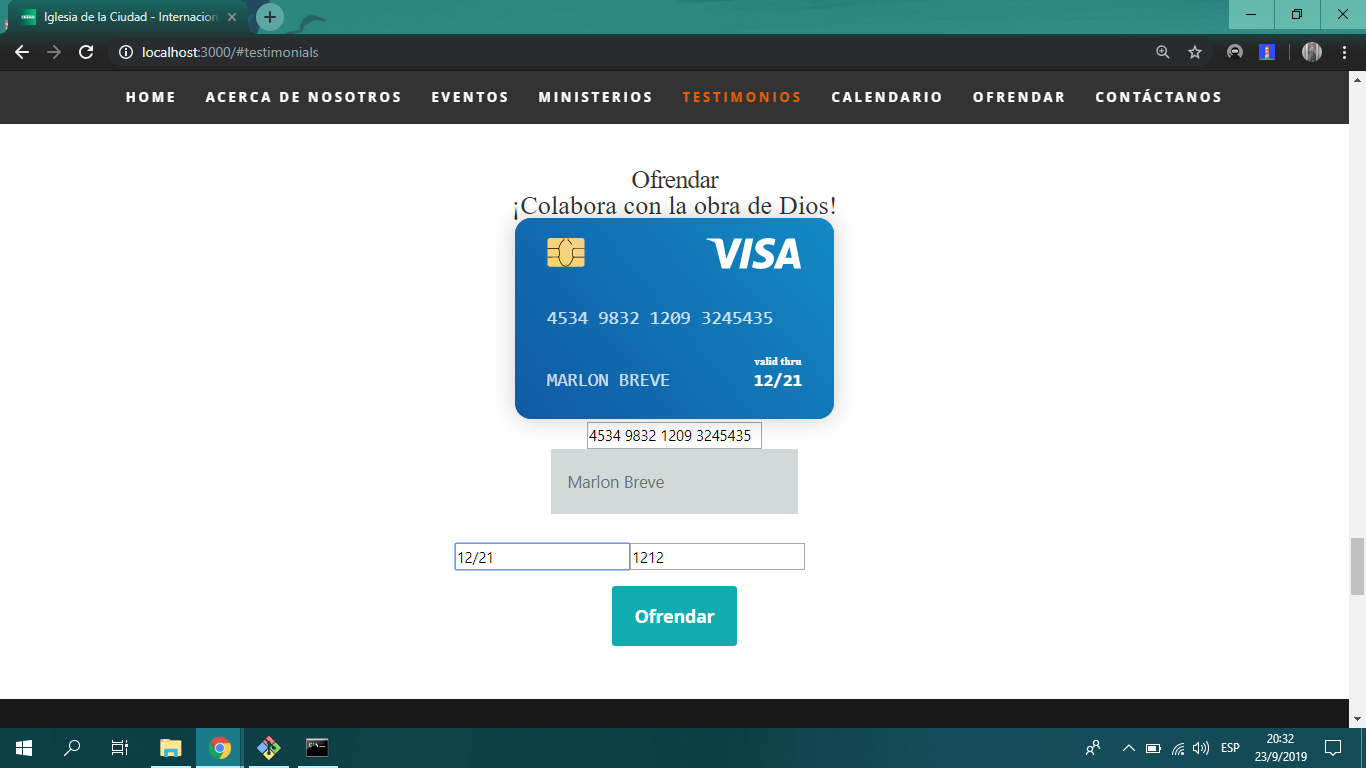 Iglesia de la Ciudad - Internacion
localhost:3000/#testimonials
HOME ACERCA DE NOSOTROS EVENTOS MINISTERIOS TESTIMONIOS CALENDARIO OFRENDAR CONTÁCTANOS
Ofrendar
¡Colabora con la obra de Dios!
VISA
4534 9832 1209 3245435
valid thru
MARLON BREVE 12/21
4534 9832 1209 3245435
Marlon Breve
12/21 1212
Ofrendar
ESP
20:32
23/9/2019